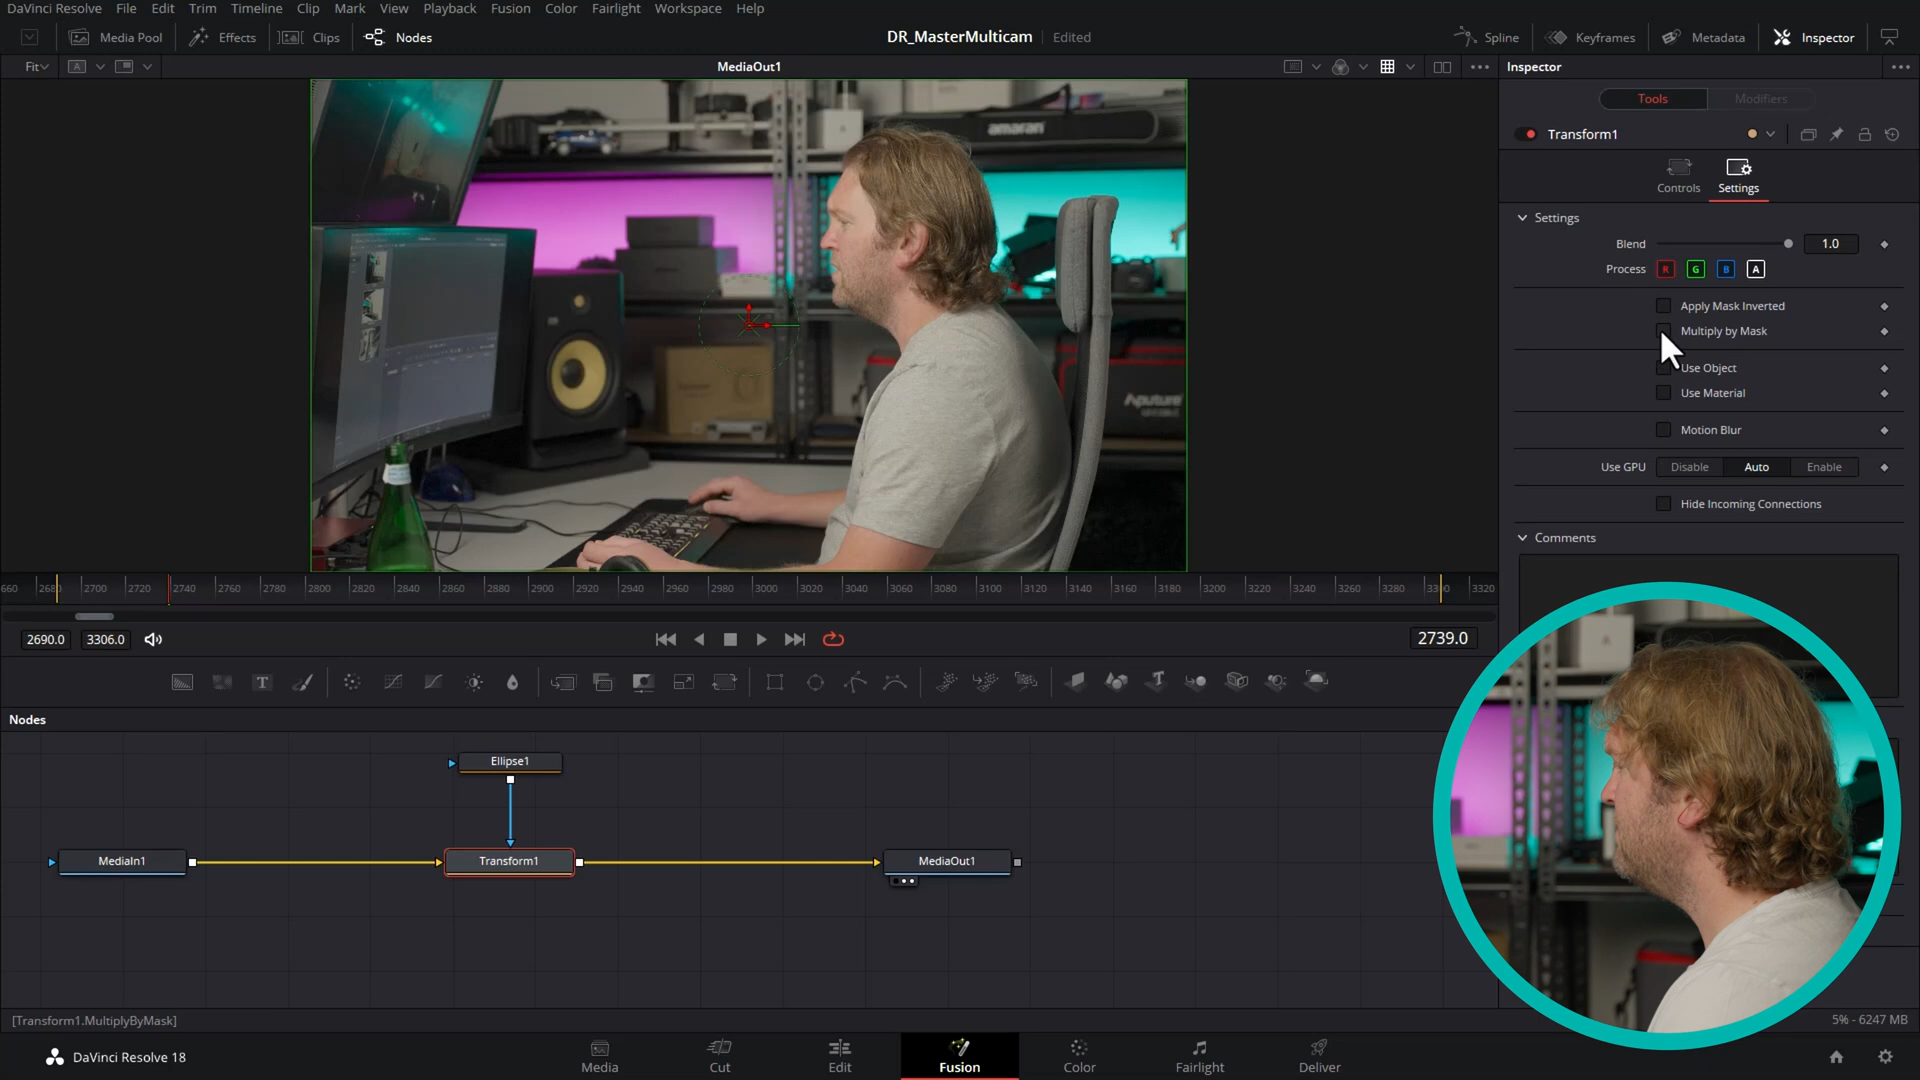 DaVinci Resolve File Edit Trim Timeline Clip Mark View Playback Fusion Color Fairlight Workspace Help
Media Pool Effects Clips Nodes DR_MasterMulticam Edited Spline Keyframes Metadata Inspector
Fit A MediaOut1 Inspector
Tools Modifiers
Transform1
Controls Settings
Settings
Blend 1.0
Process R G B A
Apply Mask Inverted
Multiply by Mask
Use Object
Use Material
Motion Blur
Use GPU Disable Auto Enable
Hide Incoming Connections
Comments
amaran
Aputure
660 2680 2700 2720 2740 2760 2780 2800 2820 2840 2860 2880 2900 2920 2940 2960 2980 3000 3020 3040 3060 3080 3100 3120 3140 3160 3180 3200 3220 3240 3260 3280 3300 3320
2690.0 3306.0 2739.0
T T
Nodes
Ellipse1
MediaIn1 Transform1 MediaOut1
[Transform1.MultiplyByMask] 5% - 6247 MB
DaVinci Resolve 18 Media Cut Edit Fusion Color Fairlight Deliver